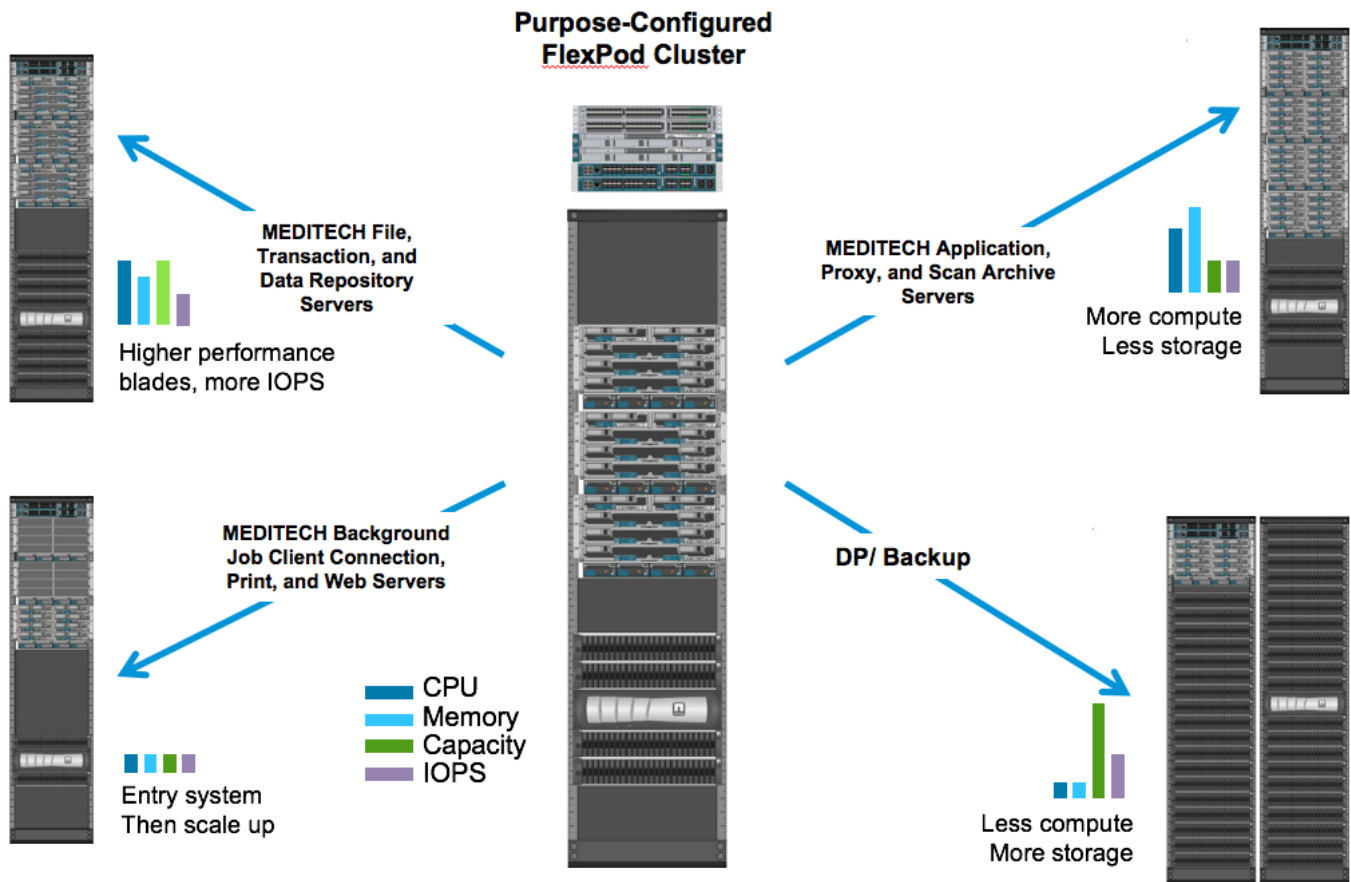 Purpose-Configured
FlexPod Cluster
MEDITECH File,
Transaction, and
Data Repository
Servers
Higher performance
blades, more IOPS
MEDITECH Application,
Proxy, and Scan Archive
Servers
More compute
Less storage
MEDITECH Background
Job Client Connection,
Print, and Web Servers
Entry system
Then scale up
CPU
Memory
Capacity
IOPS
DP/ Backup
Less compute
More storage